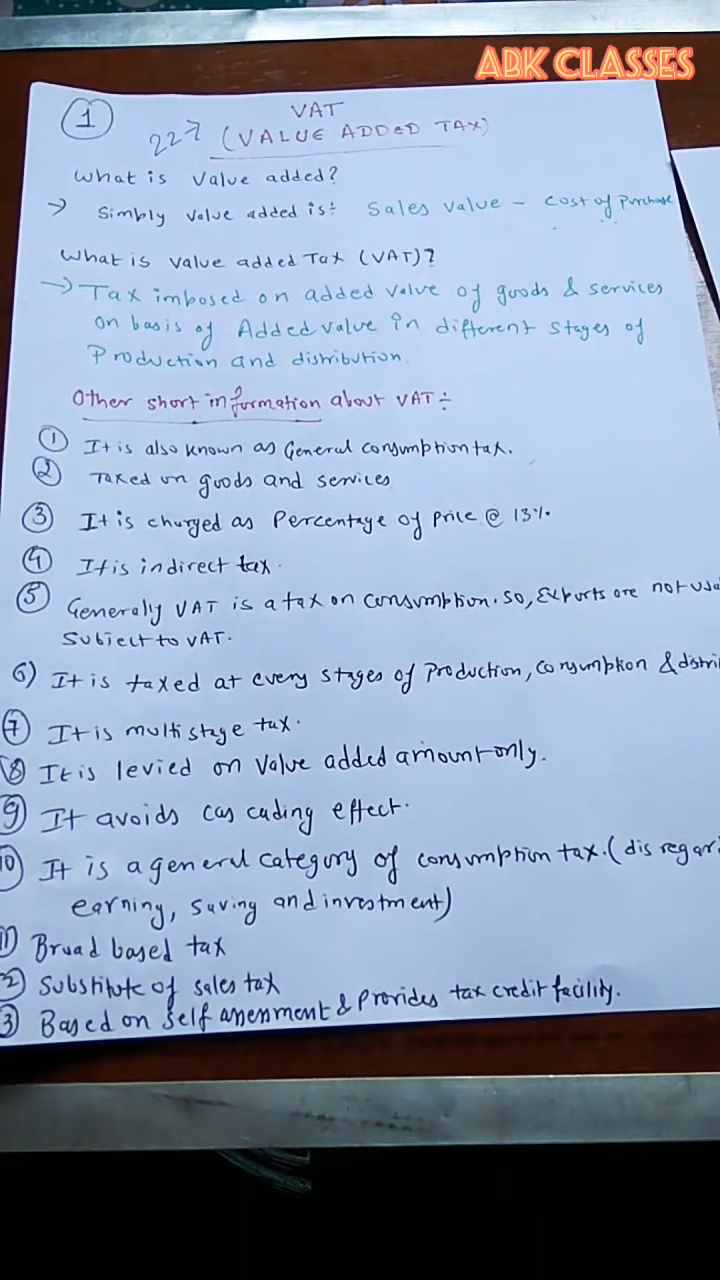 ABK CLASSES
1
VAT
227 (VALUE ADDED TAX)
What is Value added?
→ Simply value added is÷ Sales Value – Cost of Purchase
What is value added Tax (VAT)?
→ Tax imposed on added value of goods & services
on basis of Added value in different stages of
Production and distribution.
Other short information about VAT÷
① It is also known as General consumption tax.
② Taxed on goods and services
③ It is charged as Percentage of price @ 13%
④ It is indirect tax.
⑤ Generally VAT is a tax on consumption. so, Exports are not
Subject to VAT.
6) It is taxed at every stages of Production, consumption &
⑦ It is multistage tax.
⑧ It is levied on value added amount only.
⑨ It avoids cascading effect.
⑩ It is a general category of consumption tax. (
earning, saving and investment)
Broad based tax
Substitute of sales tax
Based on self & Provides tax credit facility.